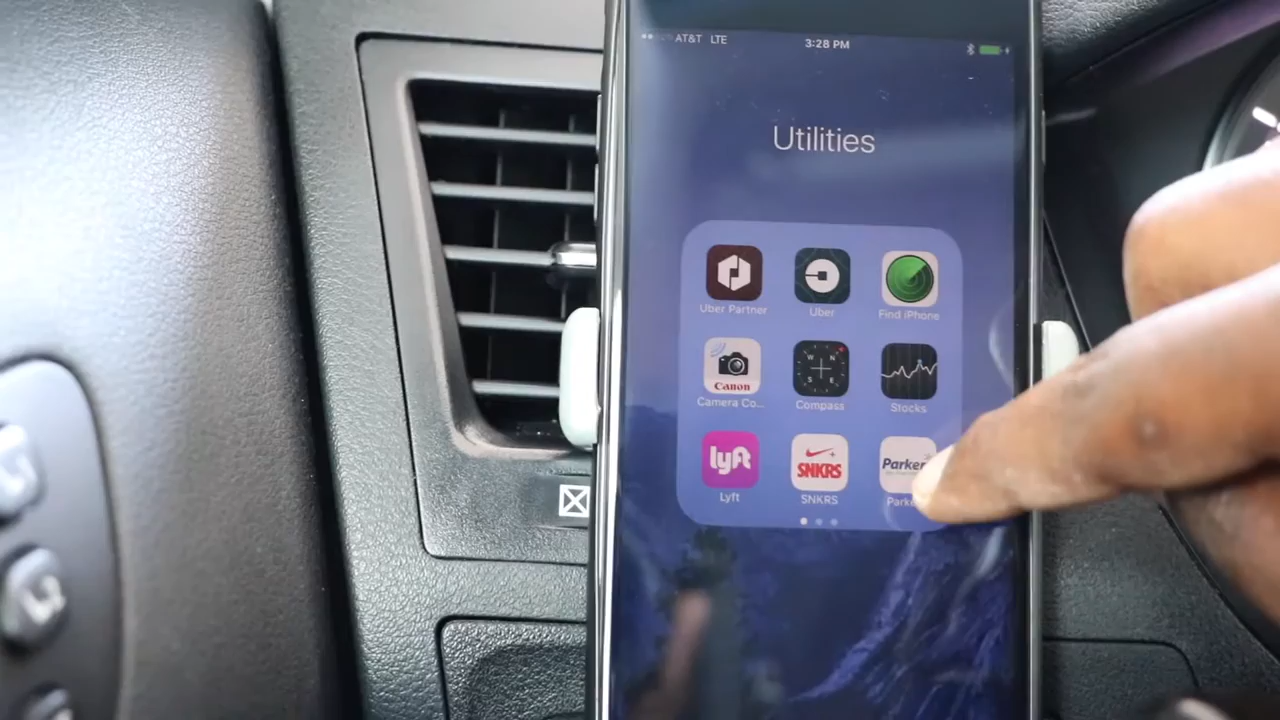 AT&T LTE 3:28 PM
Utilities
Uber Partner Uber Find iPhone
Canon
W N
S E
Camera Co... Compass Stocks
lyft SNKRS Parker
Lyft SNKRS